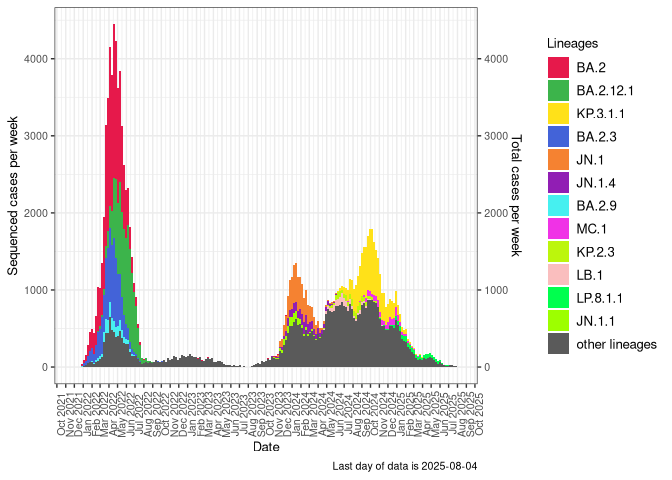 Lineages
BA.2
BA.2.12.1
KP.3.1.1
BA.2.3
JN.1
JN.1.4
BA.2.9
MC.1
KP.2.3
LB.1
LP.8.1.1
JN.1.1
other lineages
Sequenced cases per week
4000
3000
2000
1000
0
Total cases per week
4000
3000
2000
1000
0
Oct 2021
Nov 2021
Dec 2021
Jan 2022
Feb 2022
Mar 2022
Apr 2022
May 2022
Jun 2022
Jul 2022
Aug 2022
Sep 2022
Oct 2022
Nov 2022
Dec 2022
Jan 2023
Feb 2023
Mar 2023
Apr 2023
May 2023
Jun 2023
Jul 2023
Aug 2023
Sep 2023
Oct 2023
Nov 2023
Dec 2023
Jan 2024
Feb 2024
Mar 2024
Apr 2024
May 2024
Jun 2024
Jul 2024
Aug 2024
Sep 2024
Oct 2024
Nov 2024
Dec 2024
Jan 2025
Feb 2025
Mar 2025
Apr 2025
May 2025
Jun 2025
Jul 2025
Aug 2025
Sep 2025
Oct 2025
Date
Last day of data is 2025-08-04